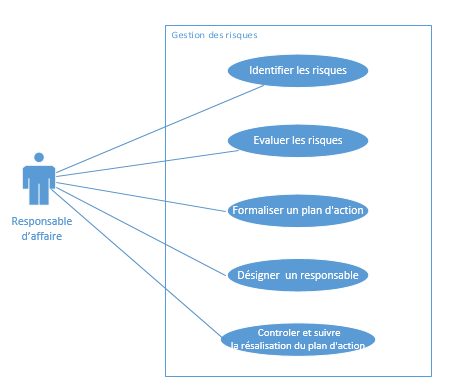 Gestion des risques
Identifier les risques
Evaluer les risques
Formaliser un plan d'action
Désigner un responsable
Controler et suivre
la résalisation du plan d'action
Responsable
d'affaire